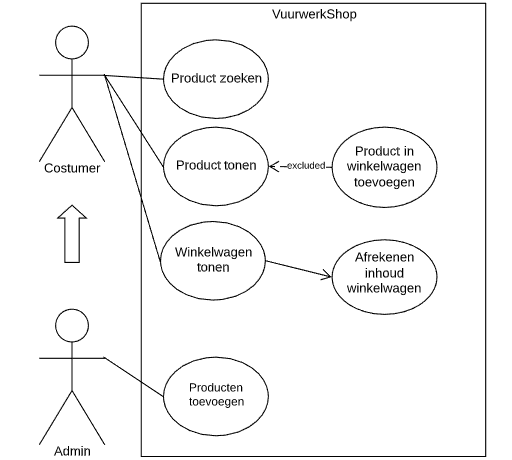 VuurwerkShop
Product zoeken
Product tonen
excluded
Product in
winkelwagen
toevoegen
Costumer
Winkelwagen
tonen
Afrekenen
inhoud
winkelwagen
Producten
toevoegen
Admin